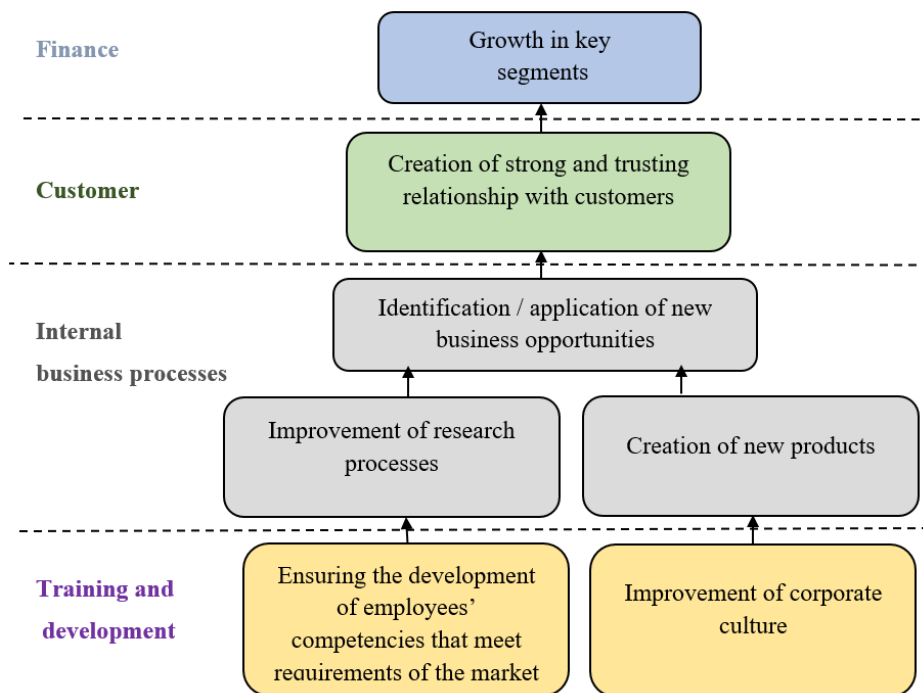 Finance
Growth in key
segments
Customer
Creation of strong and trusting
relationship with customers
Internal
business processes
Identification / application of new
business opportunities
Improvement of research
processes
Creation of new products
Training and
development
Ensuring the development
of employees’
competencies that meet
requirements of the market
Improvement of corporate
culture